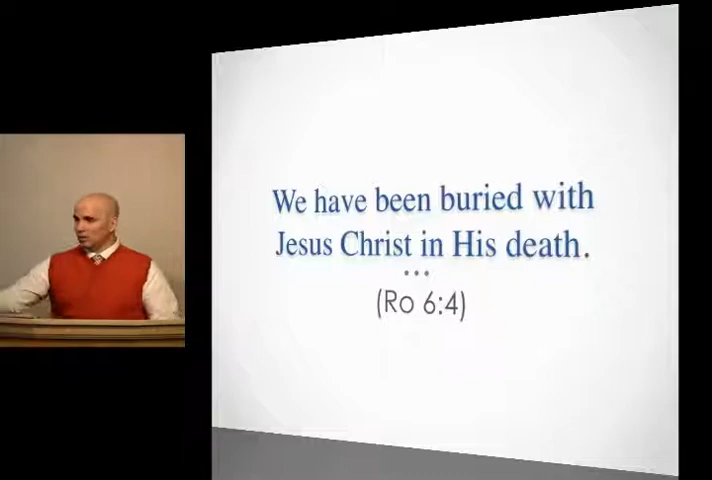 We have been buried with
Jesus Christ in His death.
•••
(Ro 6:4)